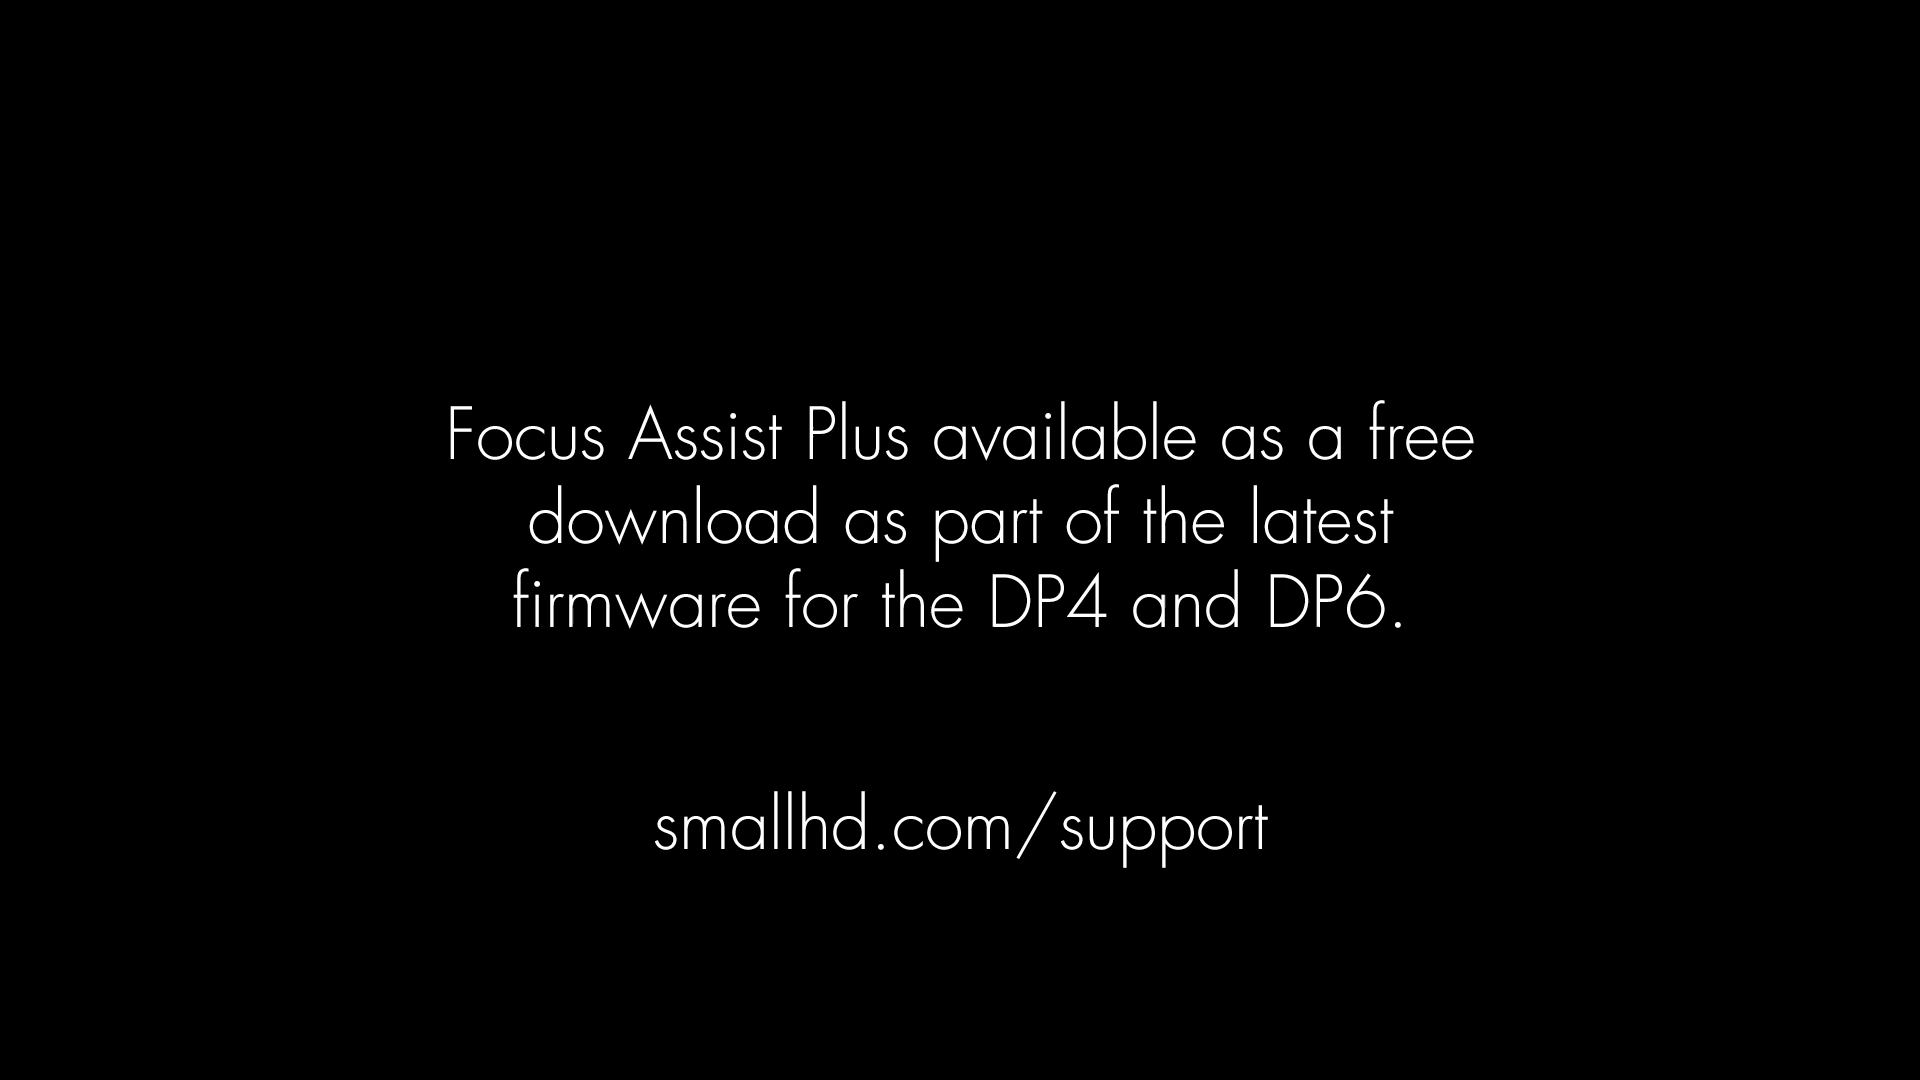 Focus Assist Plus available as a free
download as part of the latest
firmware for the DP4 and DP6.
smallhd.com/support